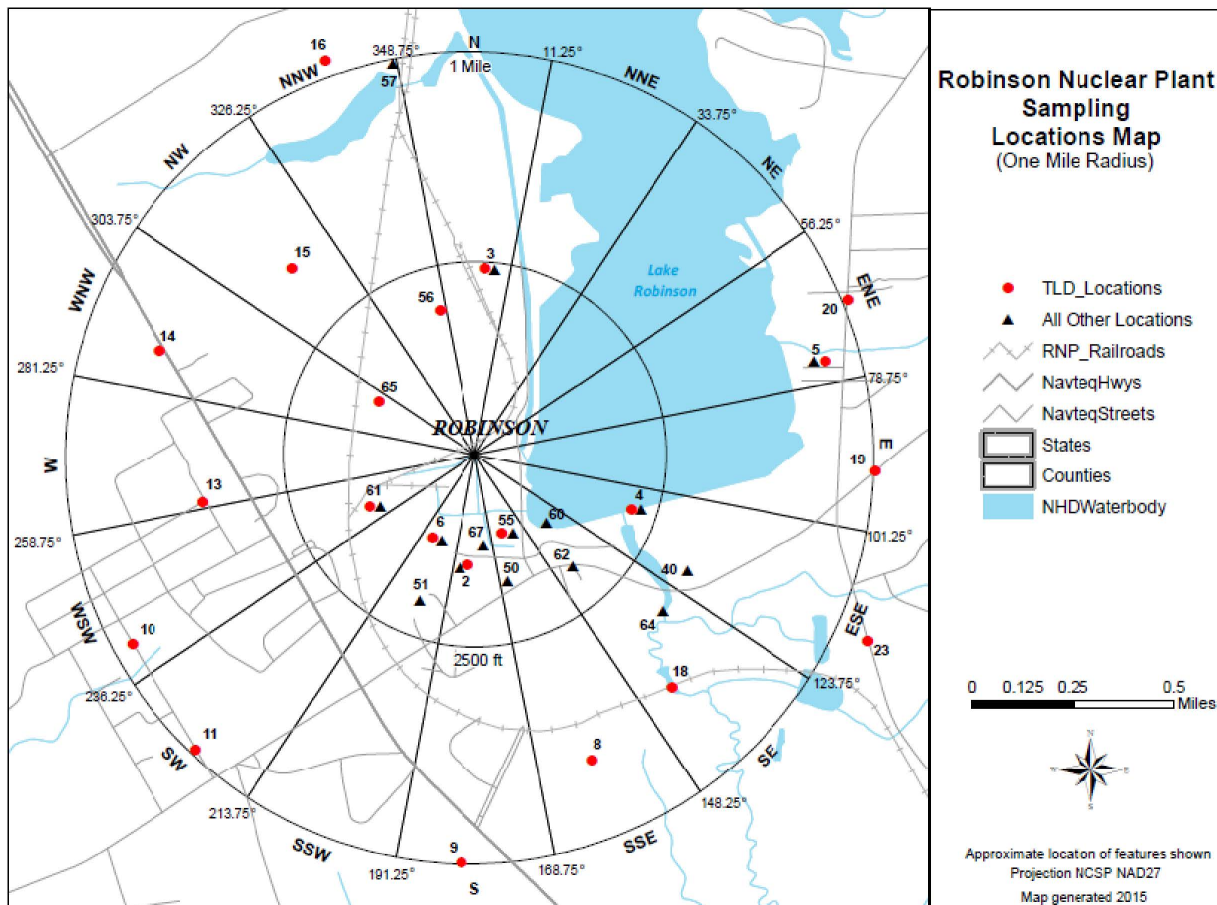 16
NNW
348.75°
N
1 Mile
11.25°
57
NNE
326.25°
33.75°
NW
NE
303.75°
56.25°
15
3
Lake
Robinson
WNW
56
ENE
20
14
5
281.25°
78.75°
65
ROBINSON
W
E
19
13
61
6
67
55
60
4
258.75°
101.25°
2
50
62
40
51
64
WSW
10
ESE
23
2500 ft
18
236.25°
123.75°
11
SW
8
SE
213.75°
148.25°
SSW
SSE
9
191.25°
S
168.75°
Robinson Nuclear Plant
Sampling
Locations Map
(One Mile Radius)
TLD_Locations
All Other Locations
RNP_Railroads
NavteqHwys
NavteqStreets
States
Counties
NHDWaterbody
0 0.125 0.25 0.5
Miles
N
W E
S
Approximate location of features shown
Projection NCSP NAD27
Map generated 2015